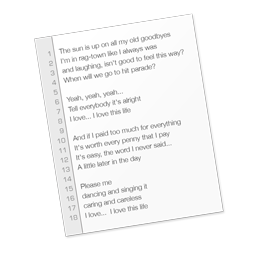 1 The sun is up on all my old goodbyes
2 I'm in rag-town like I always was
3 and laughing, isn't good to feel this way?
4 When will we go to hit parade?
5
6 Yeah, yeah, yeah...
7 Tell everybody it's alright
8 I love... I love this life
9
10 And if I paid too much for everything
11 It's worth every penny that I pay
12 It's easy, the word I never said...
13 A little later in the day
14
15 Please me
16 dancing and singing it
17 caring and careless
18 I love... I love this life